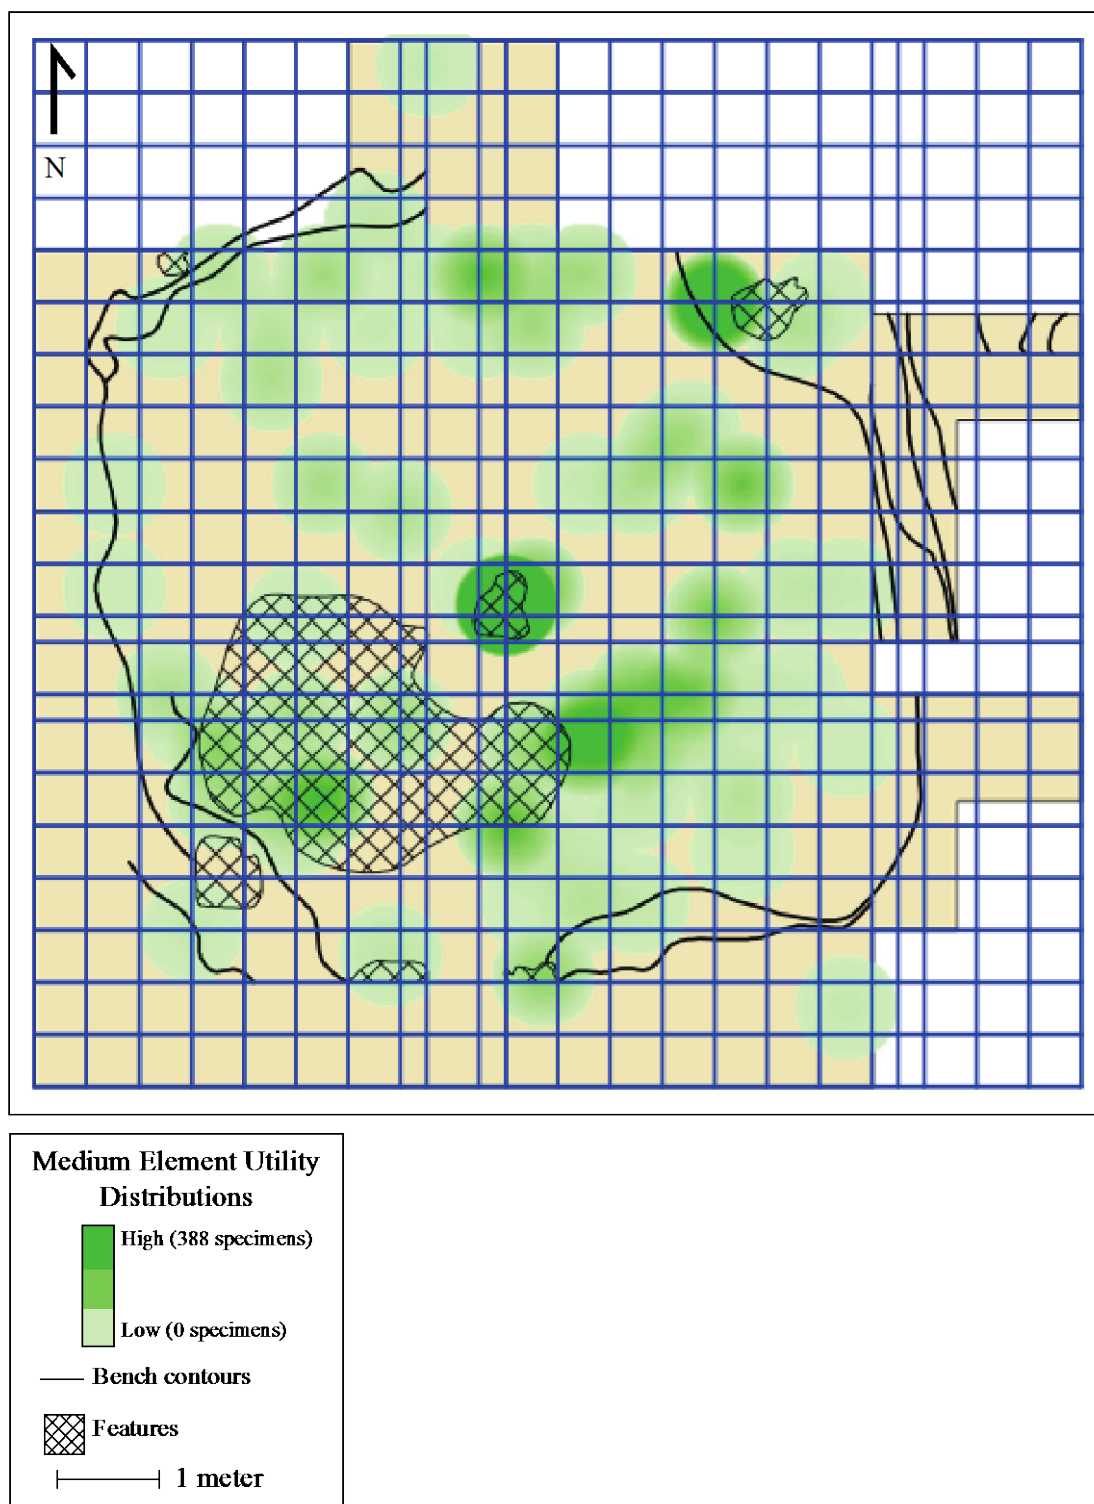 N
Medium Element Utility
Distributions
High (388 specimens)
Low (0 specimens)
Bench contours
Features
1 meter